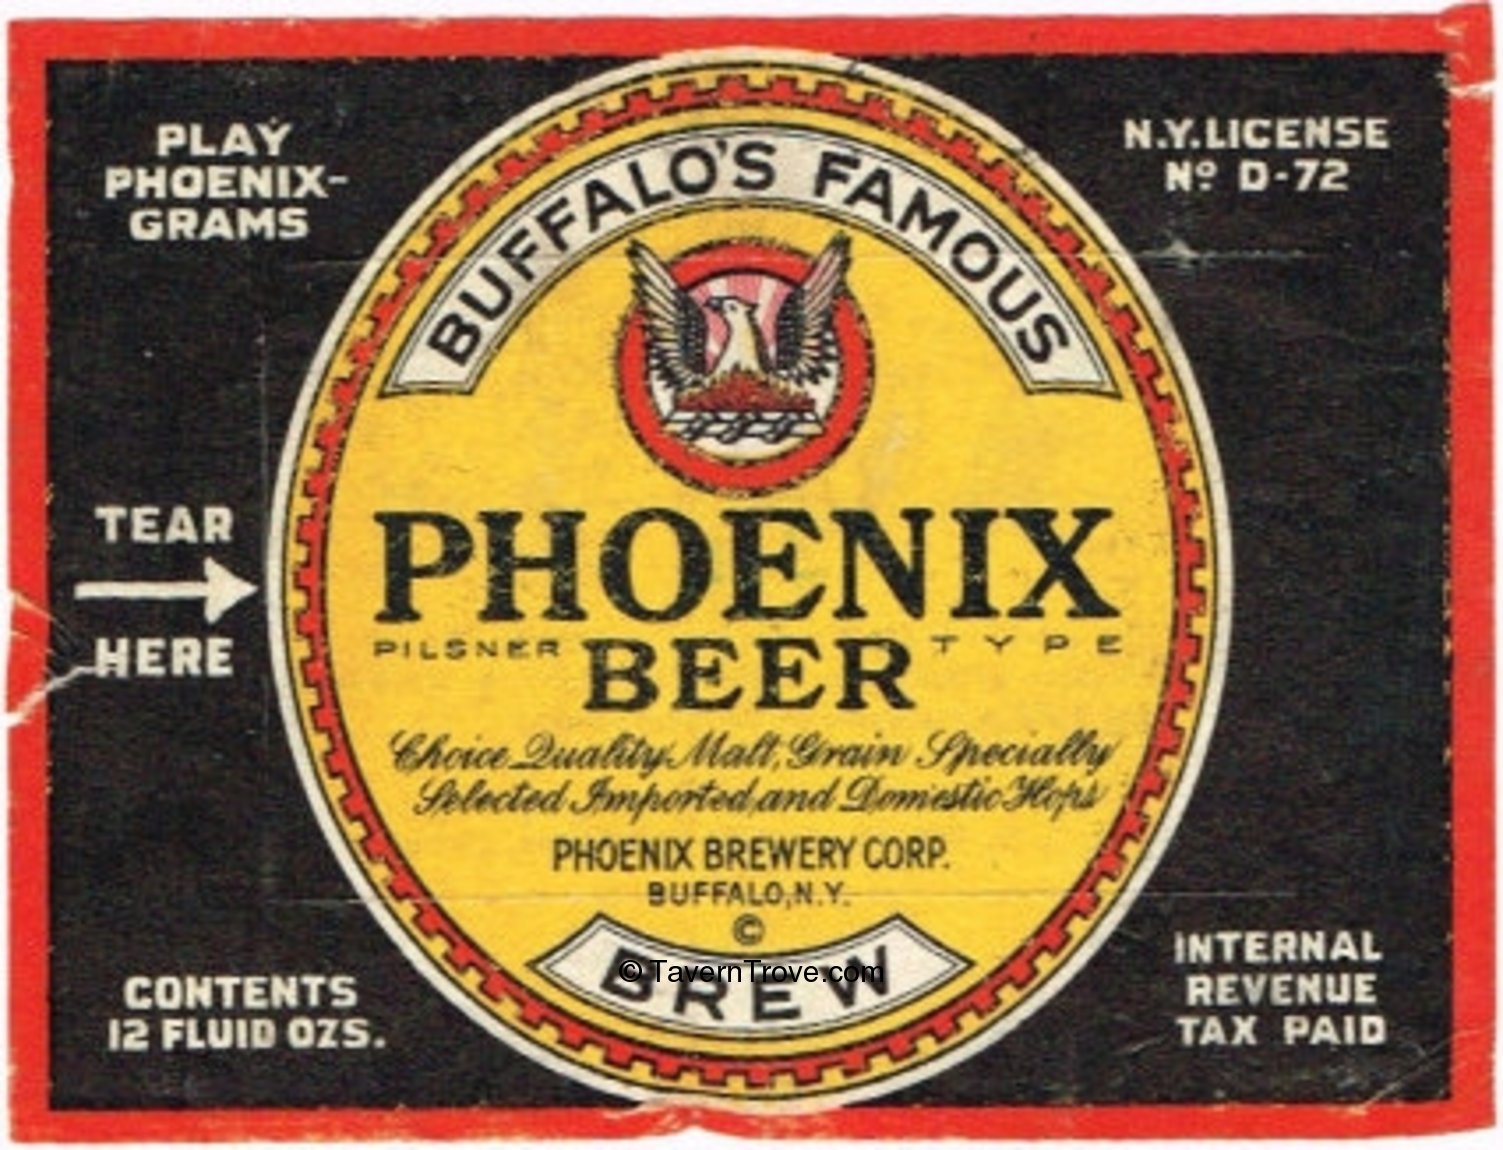 PLAY
PHOENIX-
GRAMS
N.Y. LICENSE
Nº D-72
BUFFALO'S FAMOUS
TEAR
HERE
PHOENIX
PILSNER BEER TYPE
Choice Quality Malt, Grain Specially
Selected Imported and Domestic Hops
PHOENIX BREWERY CORP.
BUFFALO, N.Y.
©
BREW
© TavernTrove.com
CONTENTS
12 FLUID OZS.
INTERNAL
REVENUE
TAX PAID